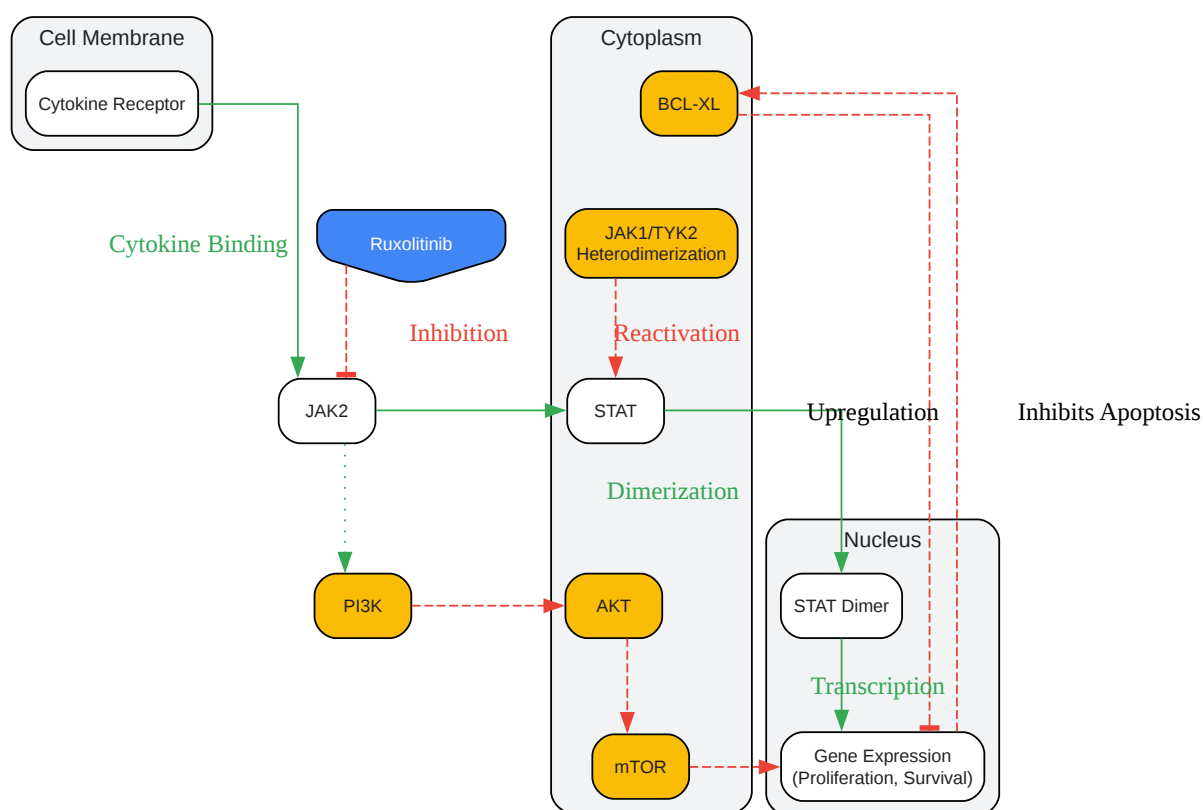 Cell Membrane
Cytoplasm
Cytokine Receptor
BCL-XL
Cytokine Binding
Ruxolitinib
JAK1/TYK2
Heterodimerization
Inhibition
Reactivation
JAK2
STAT
Upregulation
Inhibits Apoptosis
Dimerization
Nucleus
PI3K
AKT
STAT Dimer
Transcription
mTOR
Gene Expression
(Proliferation, Survival)